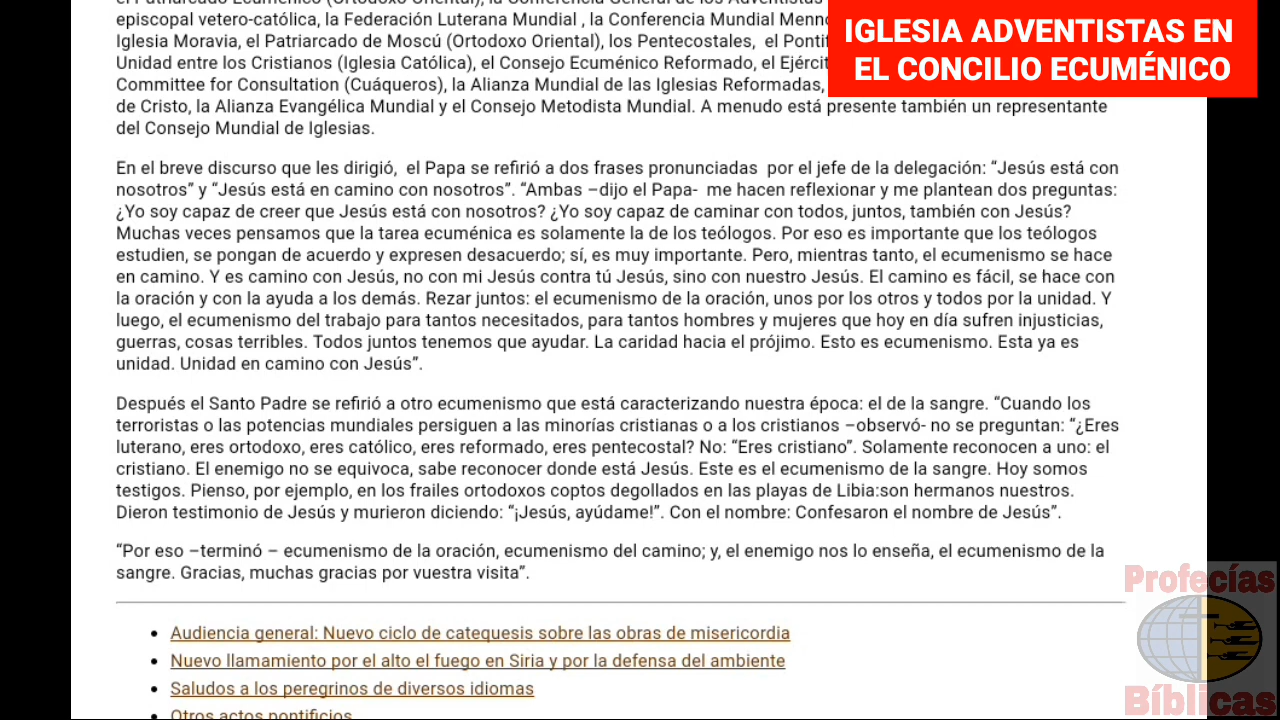 IGLESIA ADVENTISTAS EN
EL CONCILIO ECUMÉNICO
el Patriarcado Ecuménico (Ortodoxo Oriental), la Conferencia General de los Adventistas
episcopal vetero-católica, la Federación Luterana Mundial , la Conferencia Mundial
Iglesia Moravia, el Patriarcado de Moscú (Ortodoxo Oriental), los Pentecostales, el
Unidad entre los Cristianos (Iglesia Católica), el Consejo Ecuménico Reformado, el
Committee for Consultation (Cuáqueros), la Alianza Mundial de las Iglesias Reformadas,
de Cristo, la Alianza Evangélica Mundial y el Consejo Metodista Mundial. A menudo está presente también un representante
del Consejo Mundial de Iglesias.
En el breve discurso que les dirigió, el Papa se refirió a dos frases pronunciadas por el jefe de la delegación: “Jesús está con
nosotros” y “Jesús está en camino con nosotros”. “Ambas –dijo el Papa- me hacen reflexionar y me plantean dos preguntas:
¿Yo soy capaz de creer que Jesús está con nosotros? ¿Yo soy capaz de caminar con todos, juntos, también con Jesús?
Muchas veces pensamos que la tarea ecuménica es solamente la de los teólogos. Por eso es importante que los teólogos
estudien, se pongan de acuerdo y expresen desacuerdo; sí, es muy importante. Pero, mientras tanto, el ecumenismo se hace
en camino. Y es camino con Jesús, no con mi Jesús contra tú Jesús, sino con nuestro Jesús. El camino es fácil, se hace con
la oración y con la ayuda a los demás. Rezar juntos: el ecumenismo de la oración, unos por los otros y todos por la unidad. Y
luego, el ecumenismo del trabajo para tantos necesitados, para tantos hombres y mujeres que hoy en día sufren injusticias,
guerras, cosas terribles. Todos juntos tenemos que ayudar. La caridad hacia el prójimo. Esto es ecumenismo. Esta ya es
unidad. Unidad en camino con Jesús”.
Después el Santo Padre se refirió a otro ecumenismo que está caracterizando nuestra época: el de la sangre. “Cuando los
terroristas o las potencias mundiales persiguen a las minorías cristianas o a los cristianos –observó- no se preguntan: “¿Eres
luterano, eres ortodoxo, eres católico, eres reformado, eres pentecostal? No: “Eres cristiano”. Solamente reconocen a uno: el
cristiano. El enemigo no se equivoca, sabe reconocer donde está Jesús. Este es el ecumenismo de la sangre. Hoy somos
testigos. Pienso, por ejemplo, en los frailes ortodoxos coptos degollados en las playas de Libia:son hermanos nuestros.
Dieron testimonio de Jesús y murieron diciendo: “¡Jesús, ayúdame!”. Con el nombre: Confesaron el nombre de Jesús”.
“Por eso –terminó – ecumenismo de la oración, ecumenismo del camino; y, el enemigo nos lo enseña, el ecumenismo de la
sangre. Gracias, muchas gracias por vuestra visita”.
Audiencia general: Nuevo ciclo de catequesis sobre las obras de misericordia
Nuevo llamamiento por el alto el fuego en Siria y por la defensa del ambiente
Saludos a los peregrinos de diversos idiomas
Otros actos pontificios
Profecías
Bíblicas